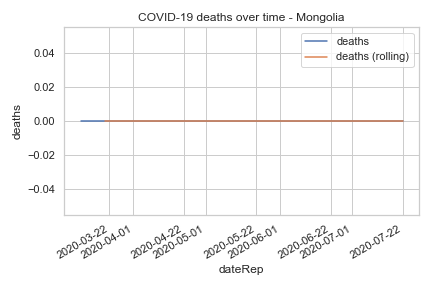 COVID-19 deaths over time - Mongolia
deaths
deaths (rolling)
0.04
0.02
0.00
−0.02
−0.04
deaths
2020-03-22
2020-04-01
2020-04-22
2020-05-01
2020-05-22
2020-06-01
2020-06-22
2020-07-01
2020-07-22
dateRep